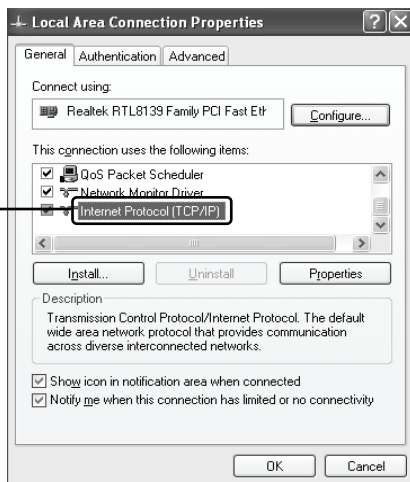 Local Area Connection Properties
General Authentication Advanced
Connect using:
Realtek RTL8139 Family PCI Fast Eth
Configure...
This connection uses the following items:
QoS Packet Scheduler
Network Monitor Driver
Internet Protocol (TCP/IP)
Install... Uninstall Properties
Description
Transmission Control Protocol/Internet Protocol. The default
wide area network protocol that provides communication
across diverse interconnected networks.
Show icon in notification area when connected
Notify me when this connection has limited or no connectivity
OK Cancel